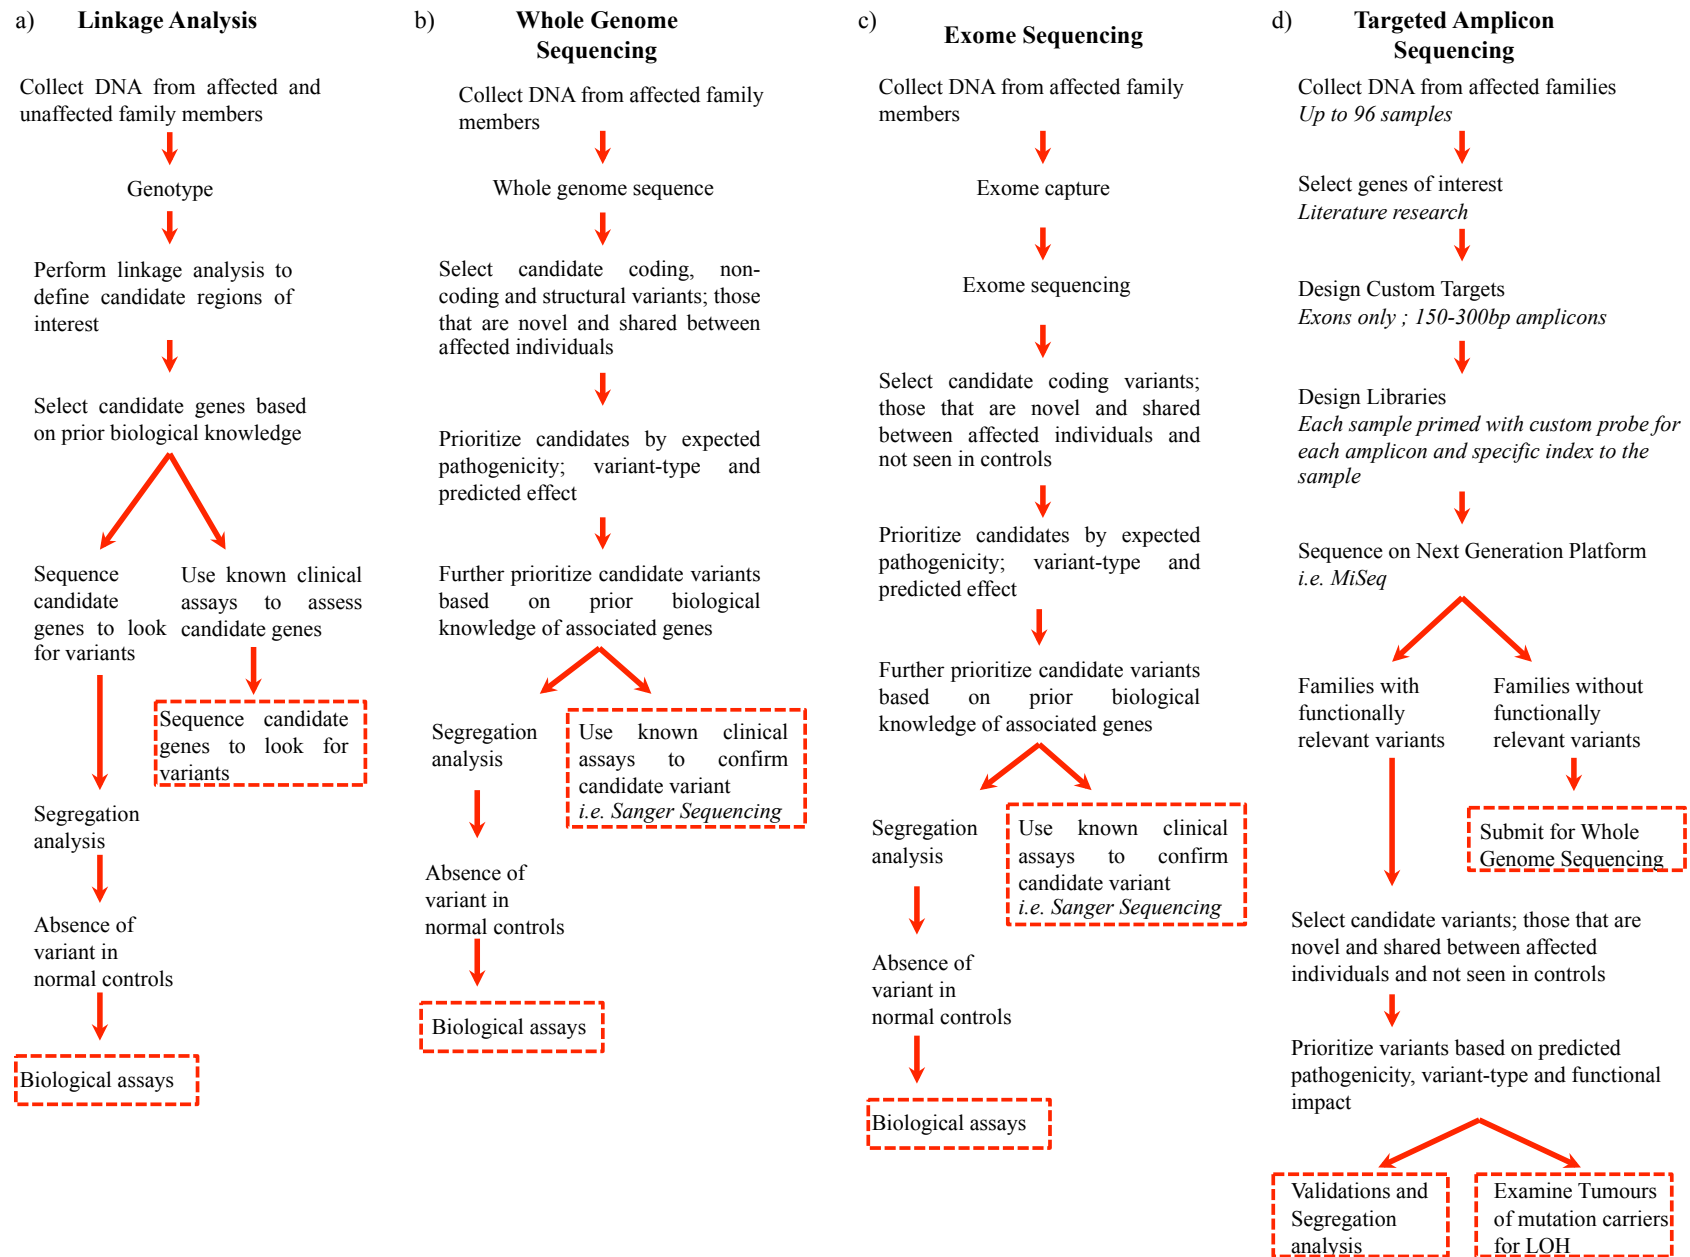 a) Linkage Analysis
Collect DNA from affected and
unaffected family members
Genotype
Perform linkage analysis to
define candidate regions of
interest
Select candidate genes based
on prior biological knowledge
Sequence
candidate
genes to look
for variants
Use known clinical
assays to assess
candidate genes
Sequence candidate
genes to look for
variants
Segregation
analysis
Absence of
variant in
normal controls
Biological assays
b) Whole Genome
Sequencing
Collect DNA from affected family
members
Whole genome sequence
Select candidate coding, non-
coding and structural variants; those
that are novel and shared between
affected individuals
Prioritize candidates by expected
pathogenicity; variant-type and
predicted effect
Further prioritize candidate variants
based on prior biological
knowledge of associated genes
Segregation
analysis
Use known clinical
assays to confirm
candidate variant
i.e. Sanger Sequencing
Absence of
variant in
normal controls
Biological assays
c) Exome Sequencing
Collect DNA from affected family
members
Exome capture
Exome sequencing
Select candidate coding variants;
those that are novel and shared
between affected individuals and
not seen in controls
Prioritize candidates by expected
pathogenicity; variant-type and
predicted effect
Further prioritize candidate variants
based on prior biological
knowledge of associated genes
Segregation
analysis
Use known clinical
assays to confirm
candidate variant
i.e. Sanger Sequencing
Absence of
variant in
normal controls
Biological assays
d) Targeted Amplicon
Sequencing
Collect DNA from affected families
Up to 96 samples
Select genes of interest
Literature research
Design Custom Targets
Exons only ; 150-300bp amplicons
Design Libraries
Each sample primed with custom probe for
each amplicon and specific index to the
sample
Sequence on Next Generation Platform
i.e. MiSeq
Families with
functionally
relevant variants
Families without
functionally
relevant variants
Submit for Whole
Genome Sequencing
Select candidate variants; those that are
novel and shared between affected
individuals and not seen in controls
Prioritize variants based on predicted
pathogenicity, variant-type and functional
impact
Validations and
Segregation
analysis
Examine Tumours
of mutation carriers
for LOH